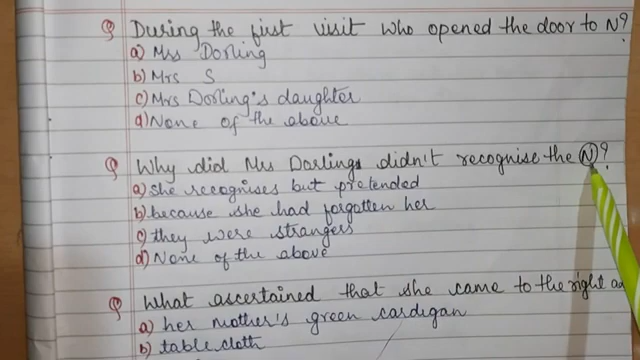 Q During the first visit who opened the door to N?
a) Mrs Dorling
b) Mrs S
c) Mrs Dorling's daughter
d) None of the above
Q Why did Mrs Dorlings didn't recognise the N?
a) she recognises but pretended
b) because she had forgotten her
c) they were strangers
d) None of the above
Q What ascertained that she came to the right
a) her mother's green cardigan
b) table cloth